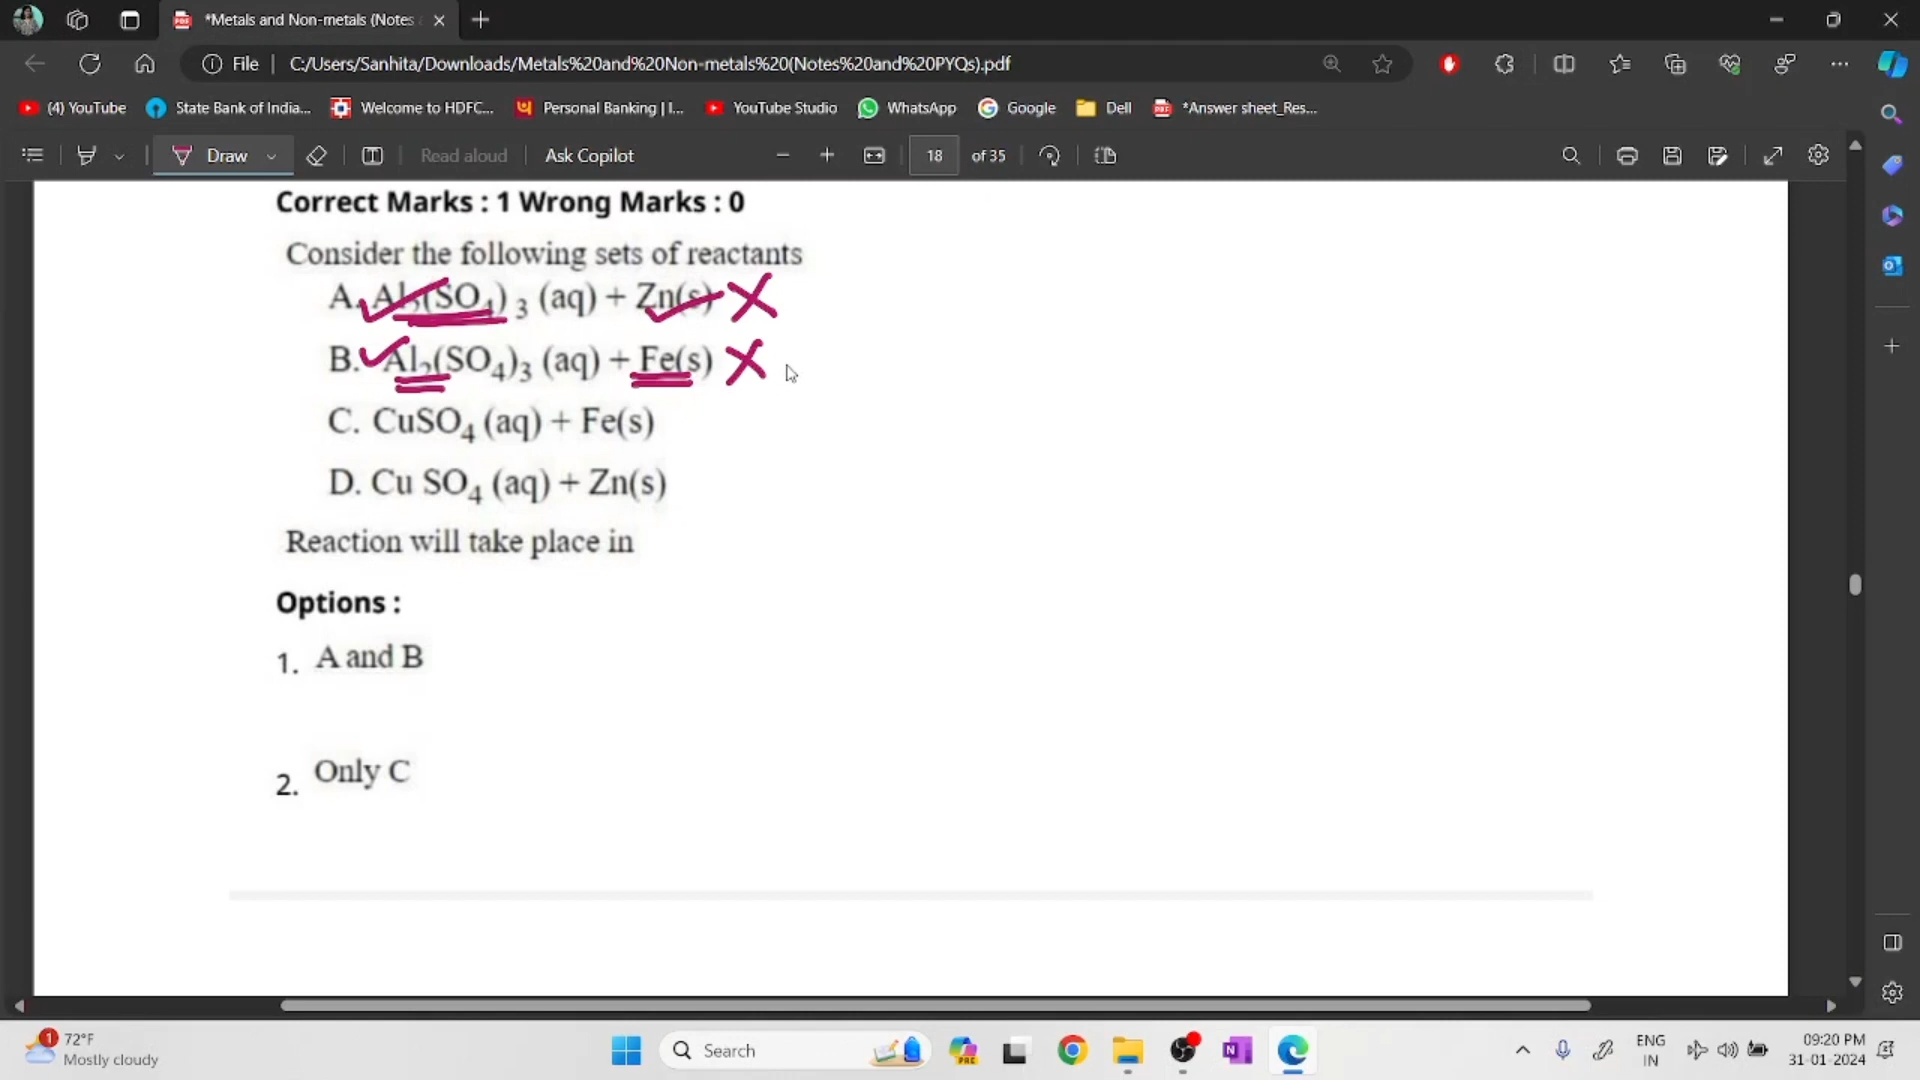 *Metals and Non-metals (Notes
File
C:/Users/Sanhita/Downloads/Metals%20and%20Non-metals%20(Notes%20and%20PYQs).pdf
(4) YouTube
State Bank of India...
Welcome to HDFC...
Personal Banking | I...
YouTube Studio
WhatsApp
Google
Dell
*Answer sheet_Res...
Draw
Read aloud
Ask Copilot
18 of 35
Correct Marks : 1 Wrong Marks : 0
Consider the following sets of reactants
A. Al₂(SO₄) ₃ (aq) + Zn(s)
B. Al₂(SO₄)₃ (aq) + Fe(s)
C. CuSO₄ (aq) + Fe(s)
D. Cu SO₄ (aq) + Zn(s)
Reaction will take place in
Options :
1. A and B
2. Only C
1
72°F
Mostly cloudy
Search
PRE
ENG
IN
09:20 PM
31-01-2024